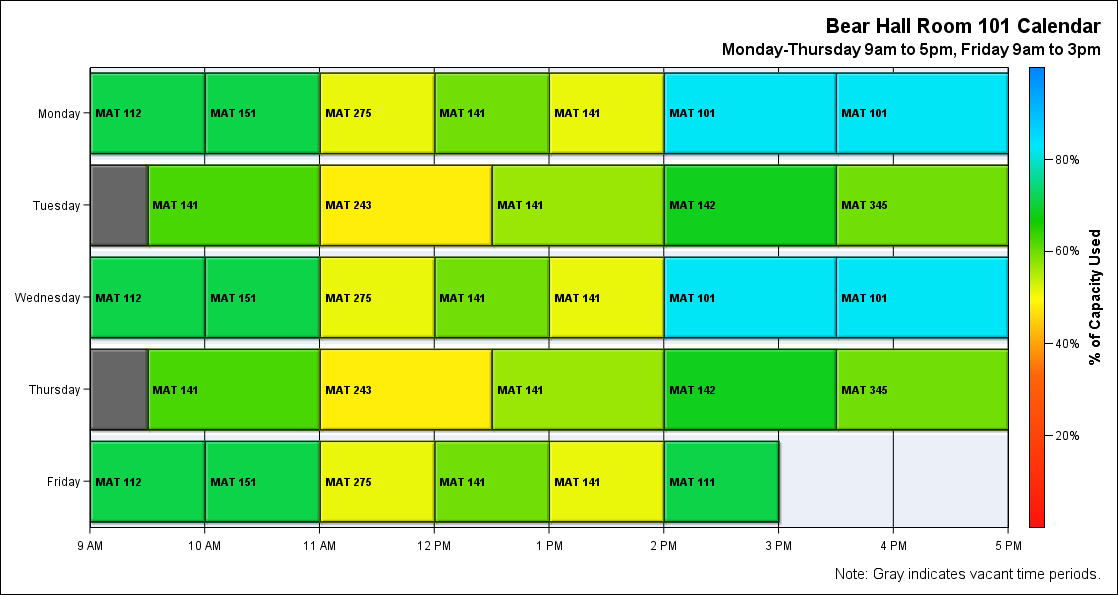 Bear Hall Room 101 Calendar
Monday-Thursday 9am to 5pm, Friday 9am to 3pm
Monday MAT 112 MAT 151 MAT 275 MAT 141 MAT 141 MAT 101 MAT 101
Tuesday MAT 141 MAT 243 MAT 141 MAT 142 MAT 345
Wednesday MAT 112 MAT 151 MAT 275 MAT 141 MAT 141 MAT 101 MAT 101
Thursday MAT 141 MAT 243 MAT 141 MAT 142 MAT 345
Friday MAT 112 MAT 151 MAT 275 MAT 141 MAT 141 MAT 111
9 AM 10 AM 11 AM 12 PM 1 PM 2 PM 3 PM 4 PM 5 PM
80%
60%
40%
20%
% of Capacity Used
Note: Gray indicates vacant time periods.